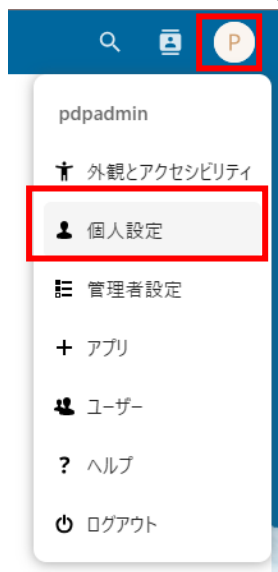 P
pdpadmin
外観とアクセシビリティ
個人設定
管理者設定
アプリ
ユーザー
ヘルプ
ログアウト